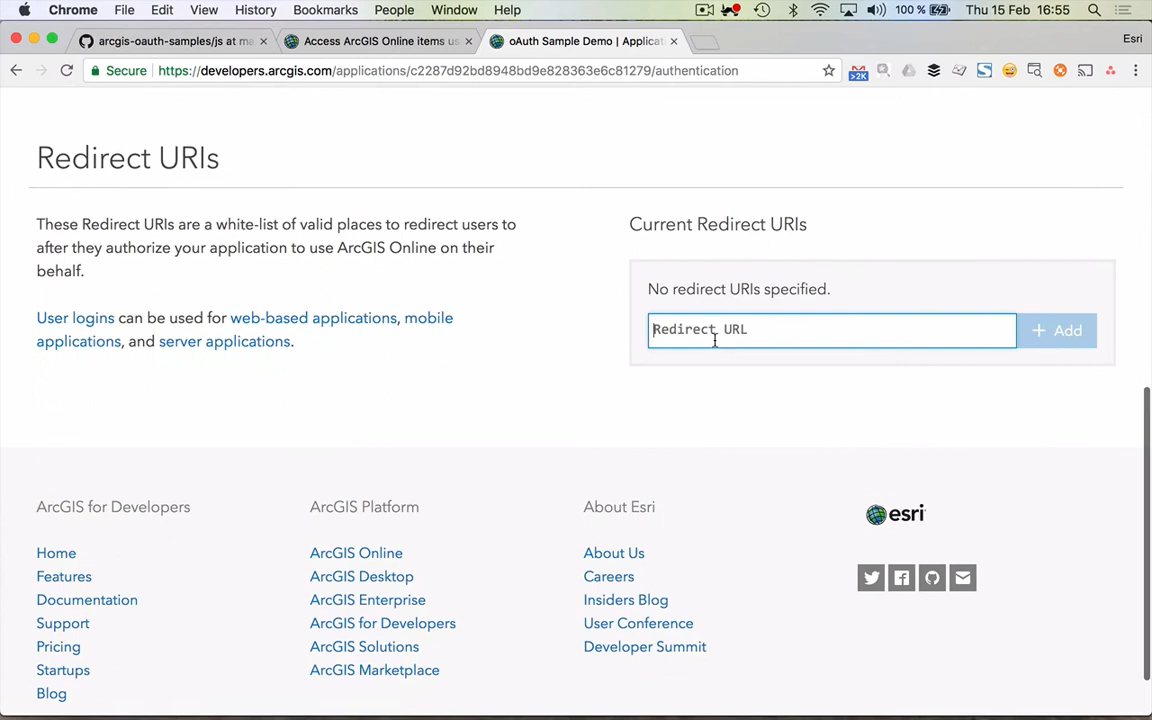 Chrome File Edit View History Bookmarks People Window Help 100 % Thu 15 Feb 16:55
arcgis-oauth-samples/js at ma Access ArcGIS Online items us oAuth Sample Demo | Applicat Esri
Secure https://developers.arcgis.com/applications/c2287d92bd8948bd9e828363e6c81279/authentication >2K
Redirect URIs
These Redirect URIs are a white-list of valid places to redirect users to
after they authorize your application to use ArcGIS Online on their
behalf.
User logins can be used for web-based applications, mobile
applications, and server applications.
Current Redirect URIs
No redirect URIs specified.
Redirect URL + Add
ArcGIS for Developers
Home
Features
Documentation
Support
Pricing
Startups
Blog
ArcGIS Platform
ArcGIS Online
ArcGIS Desktop
ArcGIS Enterprise
ArcGIS for Developers
ArcGIS Solutions
ArcGIS Marketplace
About Esri
About Us
Careers
Insiders Blog
User Conference
Developer Summit
esri